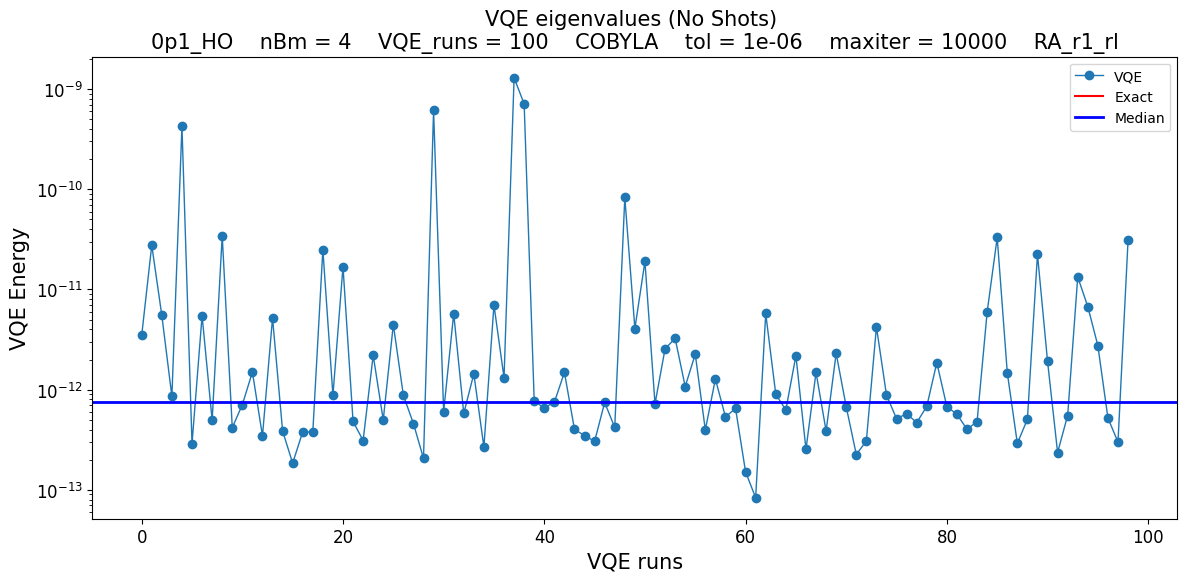 VQE eigenvalues (No Shots)
0p1_HO nBm = 4 VQE_runs = 100 COBYLA tol = 1e-06 maxiter = 10000 RA_r1_rl
VQE
Exact
Median
VQE Energy
10⁻⁹
10⁻¹⁰
10⁻¹¹
10⁻¹²
10⁻¹³
0 20 40 60 80 100
VQE runs